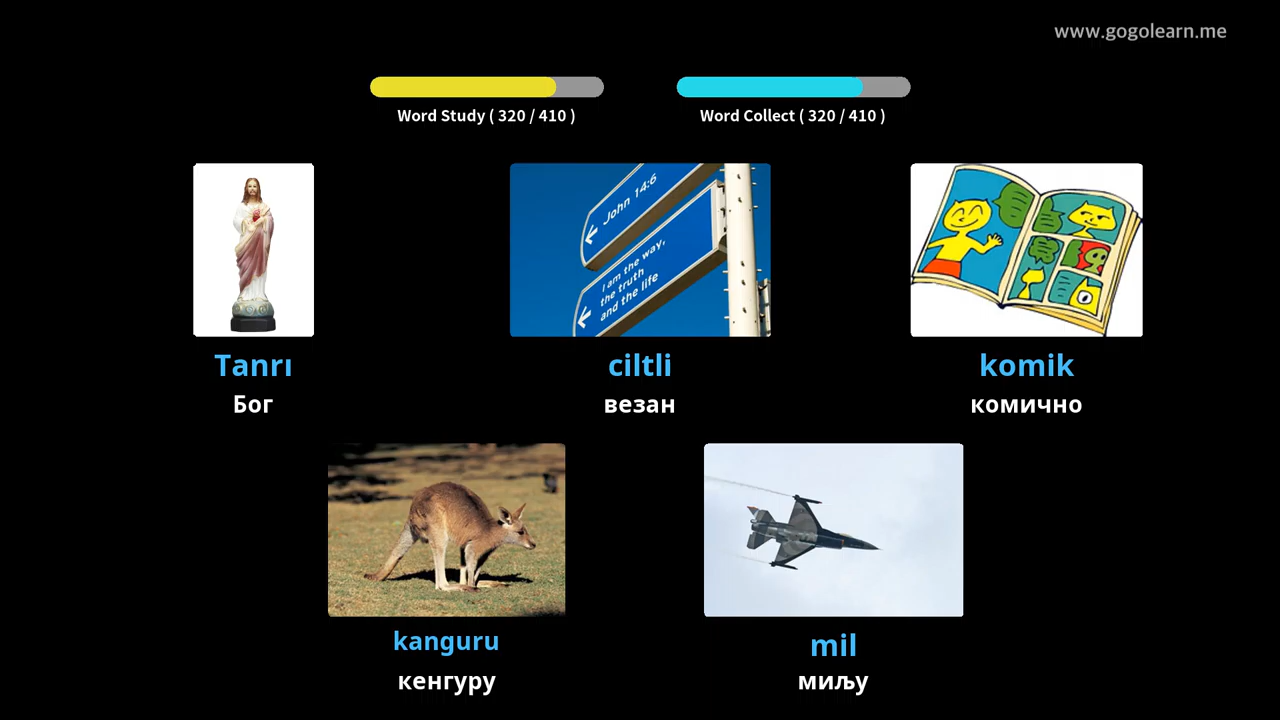 www.gogolearn.me
Word Study ( 320 / 410 )
Word Collect ( 320 / 410 )
John 14:6
I am the way,
the truth
and the life
Tanrı
ciltli
komik
Бог
везан
комично
kanguru
mil
кенгуру
миљу